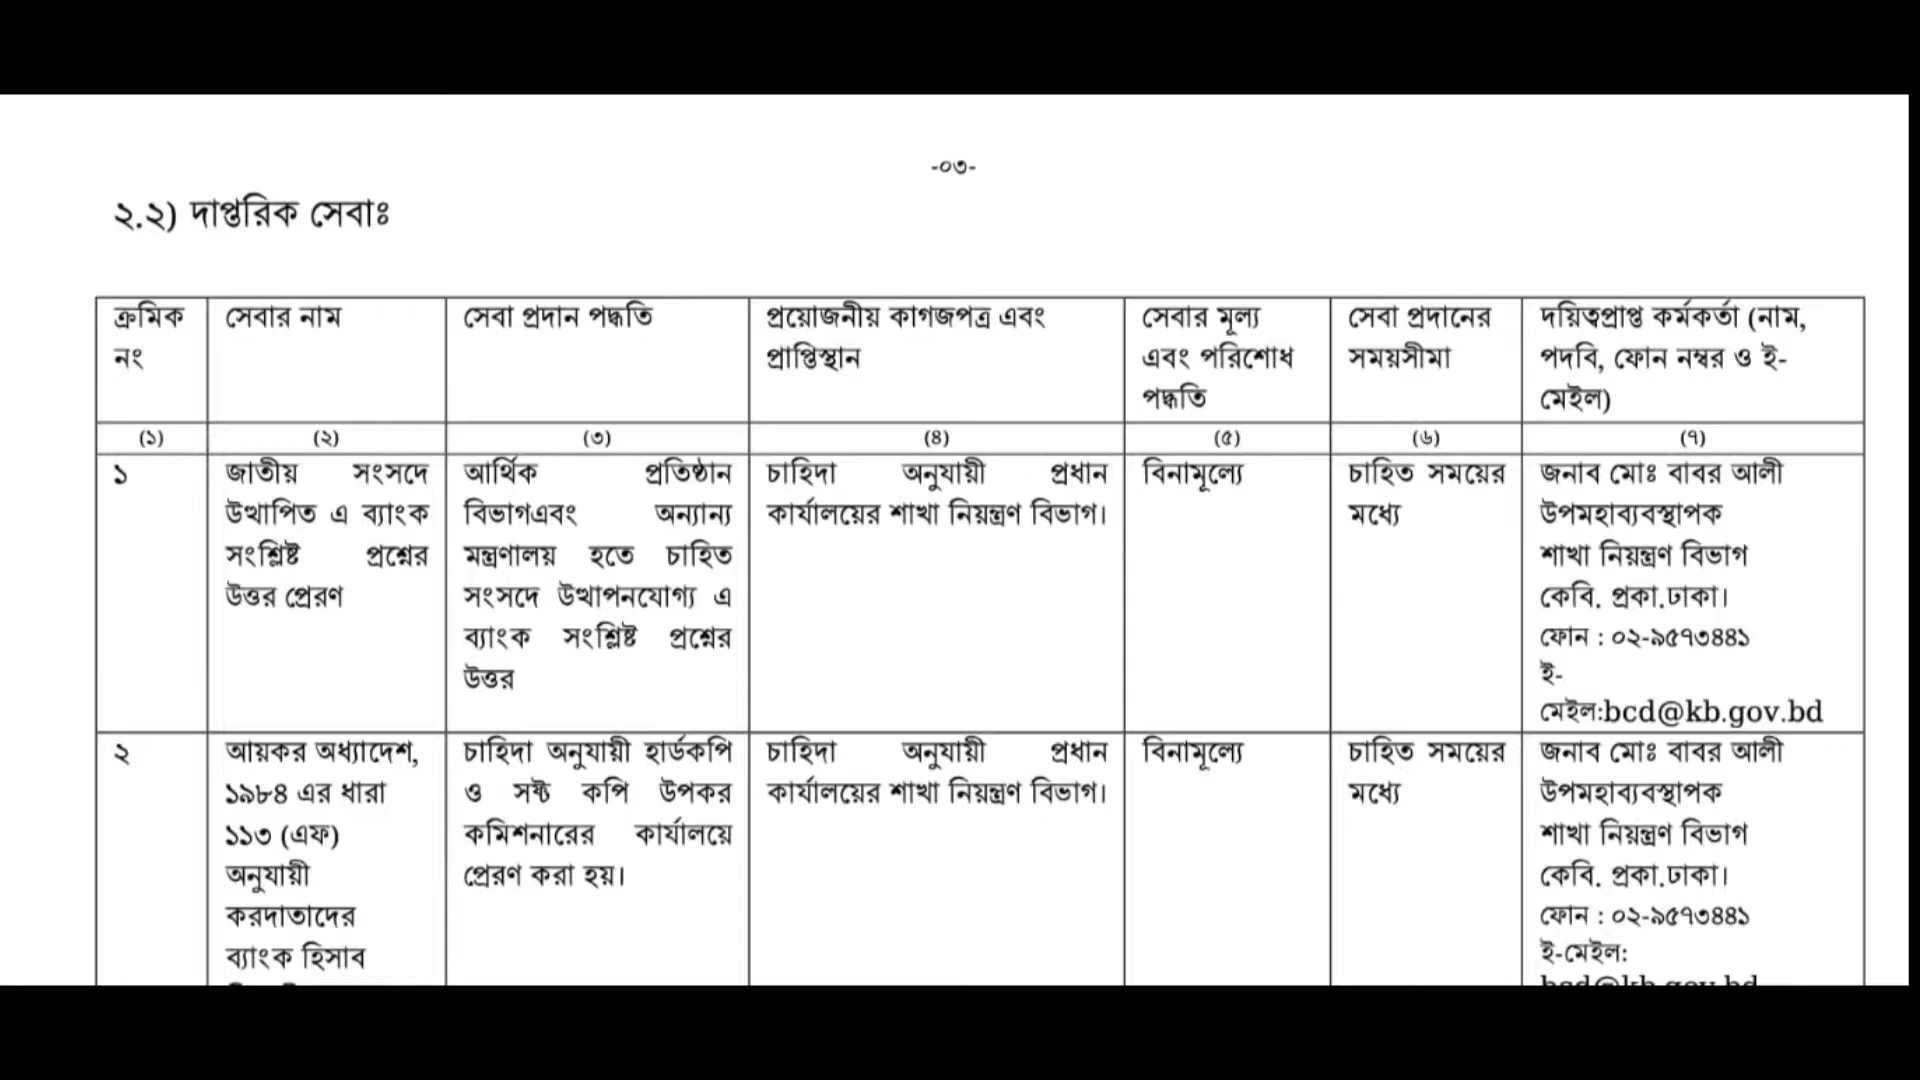 -০৩-
২.২) দাপ্তরিক সেবাঃ
ক্রমিক নং
সেবার নাম
সেবা প্রদান পদ্ধতি
প্রয়োজনীয় কাগজপত্র এবং
প্রাপ্তিস্থান
সেবার মূল্য
এবং পরিশোধ
পদ্ধতি
সেবা প্রদানের
সময়সীমা
দয়িত্বপ্রাপ্ত কর্মকর্তা (নাম,
পদবি, ফোন নম্বর ও ই-
মেইল)
(১) (২) (৩) (৪) (৫) (৬) (৭)
১
জাতীয় সংসদে
উত্থাপিত এ ব্যাংক
সংশ্লিষ্ট প্রশ্নের
উত্তর প্রেরণ
আর্থিক প্রতিষ্ঠান
বিভাগএবং অন্যান্য
মন্ত্রণালয় হতে চাহিত
সংসদে উত্থাপনযোগ্য এ
ব্যাংক সংশ্লিষ্ট প্রশ্নের
উত্তর
চাহিদা অনুযায়ী প্রধান
কার্যালয়ের শাখা নিয়ন্ত্রণ বিভাগ।
বিনামূল্যে
চাহিত সময়ের
মধ্যে
জনাব মোঃ বাবর আলী
উপমহাব্যবস্থাপক
শাখা নিয়ন্ত্রণ বিভাগ
কেবি. প্রকা.ঢাকা।
ফোন : ০২-৯৫৭৩৪৪১
ই-
মেইল:bcd@kb.gov.bd
২
আয়কর অধ্যাদেশ,
১৯৮৪ এর ধারা
১১৩ (এফ)
অনুযায়ী
করদাতাদের
ব্যাংক হিসাব
চাহিদা অনুযায়ী হার্ডকপি
ও সফ্ট কপি উপকর
কমিশনারের কার্যালয়ে
প্রেরণ করা হয়।
চাহিদা অনুযায়ী প্রধান
কার্যালয়ের শাখা নিয়ন্ত্রণ বিভাগ।
বিনামূল্যে
চাহিত সময়ের
মধ্যে
জনাব মোঃ বাবর আলী
উপমহাব্যবস্থাপক
শাখা নিয়ন্ত্রণ বিভাগ
কেবি. প্রকা.ঢাকা।
ফোন : ০২-৯৫৭৩৪৪১
ই-মেইল:
bcd@kb.gov.bd